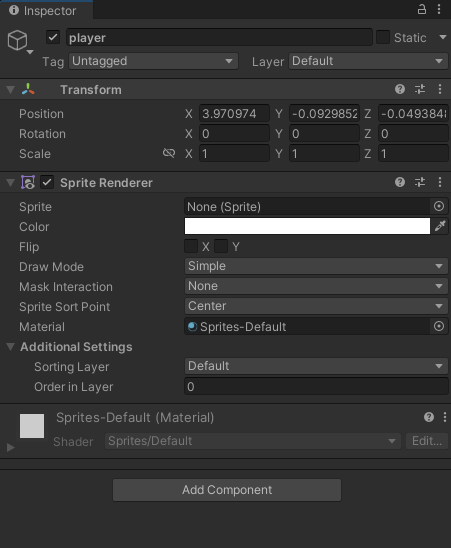 Inspector
player Static
Tag Untagged Layer Default
Transform
Position X 3.970974 Y -0.0929852 Z -0.049384
Rotation X 0 Y 0 Z 0
Scale X 1 Y 1 Z 1
Sprite Renderer
Sprite None (Sprite)
Color
Flip X Y
Draw Mode Simple
Mask Interaction None
Sprite Sort Point Center
Material Sprites-Default
Additional Settings
Sorting Layer Default
Order in Layer 0
Sprites-Default (Material)
Shader Sprites/Default Edit...
Add Component